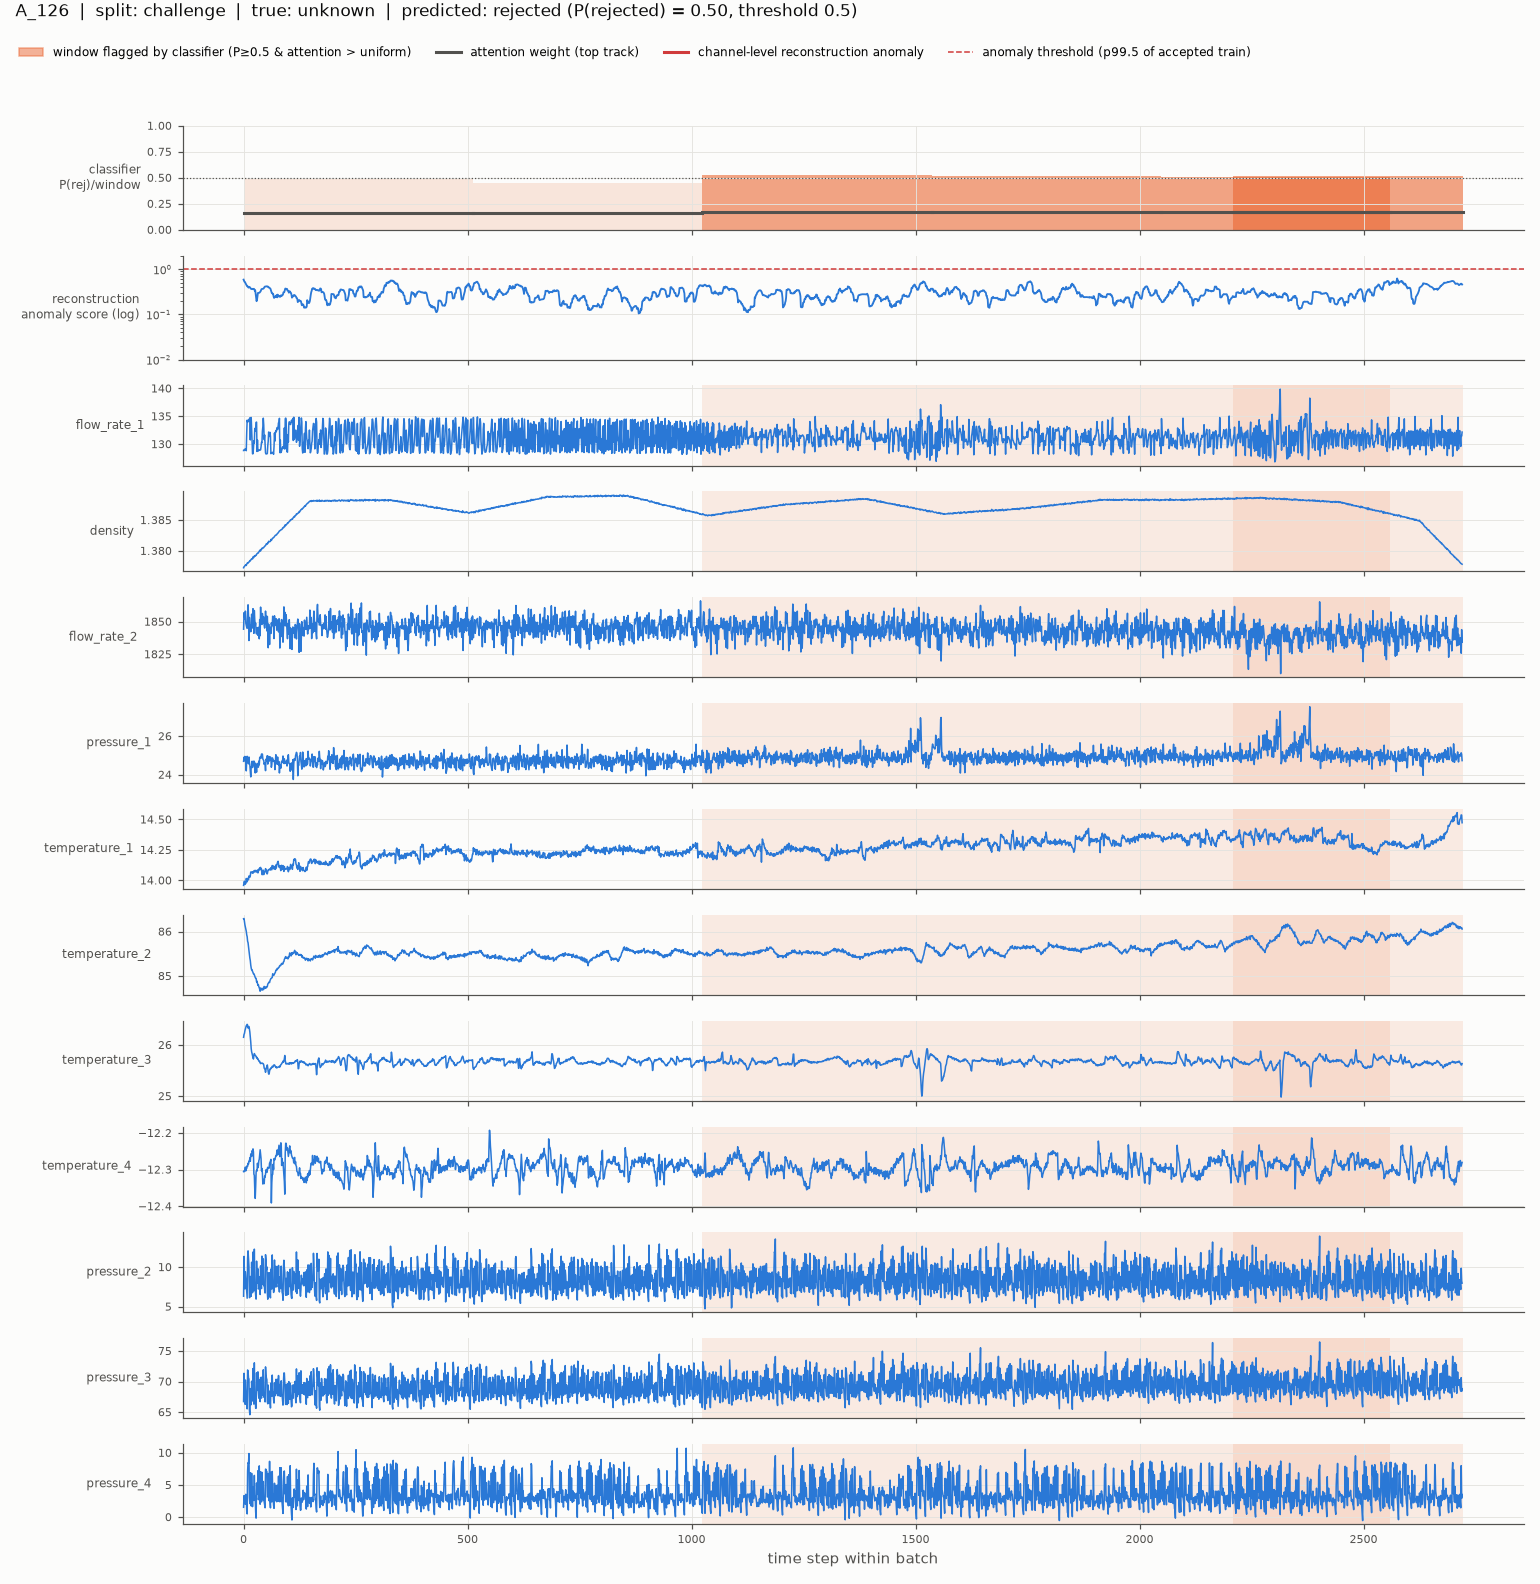 A_126 | split: challenge | true: unknown | predicted: rejected (P(rejected) = 0.50, threshold 0.5)
window flagged by classifier (P≥0.5 & attention > uniform)
attention weight (top track)
channel-level reconstruction anomaly
anomaly threshold (p99.5 of accepted train)
classifier
P(rej)/window
1.00
0.75
0.50
0.25
0.00
reconstruction
anomaly score (log)
10⁰
10⁻¹
10⁻²
flow_rate_1
140
135
130
density
1.385
1.380
flow_rate_2
1850
1825
pressure_1
26
24
temperature_1
14.50
14.25
14.00
temperature_2
86
85
temperature_3
26
25
temperature_4
−12.2
−12.3
−12.4
pressure_2
10
5
pressure_3
75
70
65
pressure_4
10
5
0
0 500 1000 1500 2000 2500
time step within batch